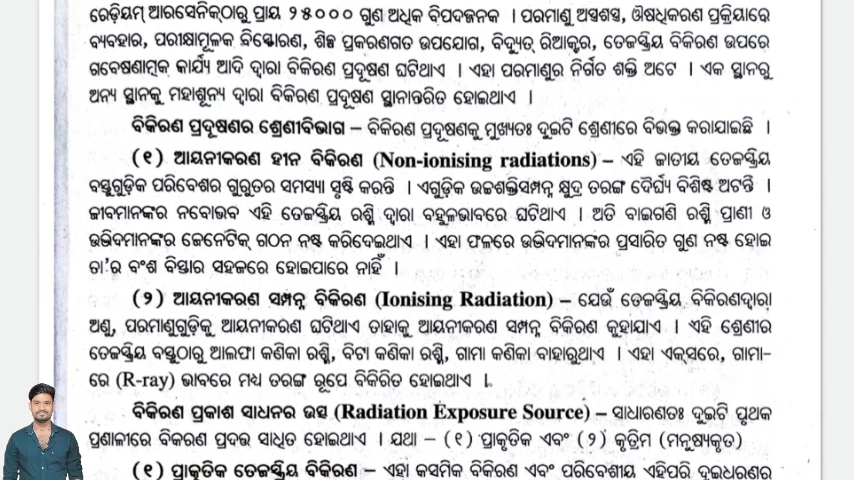 ରେଡ଼ିୟମ୍ ଆରସେନିକ୍‌ଠାରୁ ପ୍ରାୟ ୨୫୦୦୦ ଗୁଣ ଅଧିକ ବିପଦଜନକ । ପରମାଣୁ ଅସ୍ତ୍ରଶସ୍ତ୍ର, ଔଷଧିକରଣ ପ୍ରକ୍ରିୟାରେ
ବ୍ୟବହାର, ପରୀକ୍ଷାମୂଳକ ବିସ୍ଫୋରଣ, ଶିଳ୍ପ ପ୍ରକରଣଗତ ଉପଯୋଗ, ବିଦ୍ୟୁତ୍ ରିଆକ୍ଟର, ତେଜସ୍କ୍ରିୟ ବିକିରଣ ଉପରେ
ଗବେଷଣାତ୍ମକ କାର୍ଯ୍ୟ ଆଦି ଦ୍ୱାରା ବିକିରଣ ପ୍ରଦୂଷଣ ଘଟିଥାଏ । ଏହା ପରମାଣୁର ନିର୍ଗତ ଶକ୍ତି ଅଟେ । ଏକ ସ୍ଥାନରୁ
ଅନ୍ୟ ସ୍ଥାନକୁ ମହାଶୂନ୍ୟ ଦ୍ୱାରା ବିକିରଣ ପ୍ରଦୂଷଣ ସ୍ଥାନାନ୍ତରିତ ହୋଇଥାଏ ।
ବିକିରଣ ପ୍ରଦୂଷଣର ଶ୍ରେଣୀବିଭାଗ – ବିକିରଣ ପ୍ରଦୂଷଣକୁ ମୁଖ୍ୟତଃ ଦୁଇଟି ଶ୍ରେଣୀରେ ବିଭକ୍ତ କରାଯାଇଛି ।
(୧) ଆୟନୀକରଣ ହୀନ ବିକିରଣ (Non-ionising radiations) – ଏହି ଜାତୀୟ ତେଜସ୍କ୍ରିୟ
ବସ୍ତୁଗୁଡ଼ିକ ପରିବେଶର ଗୁରୁତର ସମସ୍ୟା ସୃଷ୍ଟି କରନ୍ତି । ଏଗୁଡ଼ିକ ଉଚ୍ଚଶକ୍ତିସମ୍ପନ୍ନ କ୍ଷୁଦ୍ର ତରଙ୍ଗ ଦୈର୍ଘ୍ୟ ବିଶିଷ୍ଟ ଅଟନ୍ତି ।
ଜୀବମାନଙ୍କର ନବୋଦ୍ଭବ ଏହି ତେଜସ୍କ୍ରିୟ ରଶ୍ମି ଦ୍ୱାରା ବହୁଳଭାବରେ ଘଟିଥାଏ । ଅତି ବାଇଗଣି ରଶ୍ମି ପ୍ରାଣୀ ଓ
ଉଦ୍ଭିଦମାନଙ୍କର ଜେନେଟିକ୍ ଗଠନ ନଷ୍ଟ କରିଦେଇଥାଏ । ଏହା ଫଳରେ ଉଦ୍ଭିଦମାନଙ୍କର ପ୍ରସାରିତ ଗୁଣ ନଷ୍ଟ ହୋଇ
ତା'ର ବଂଶ ବିସ୍ତାର ସହଜରେ ହୋଇପାରେ ନାହିଁ ।
(୨) ଆୟନୀକରଣ ସମ୍ପନ୍ନ ବିକିରଣ (Ionising Radiation) – ଯେଉଁ ତେଜସ୍କ୍ରିୟ ବିକିରଣଦ୍ୱାରା
ଅଣୁ, ପରମାଣୁଗୁଡ଼ିକୁ ଆୟନୀକରଣ ଘଟିଥାଏ ତାହାକୁ ଆୟନୀକରଣ ସମ୍ପନ୍ନ ବିକିରଣ କୁହାଯାଏ । ଏହି ଶ୍ରେଣୀର
ତେଜସ୍କ୍ରିୟ ବସ୍ତୁଠାରୁ ଆଲଫା କଣିକା ରଶ୍ମି, ବିଟା କଣିକା ରଶ୍ମି, ଗାମା କଣିକା ବାହାରୁଥାଏ । ଏହା ଏକ୍ସରେ, ଗାମା-
ରେ (R-ray) ଭାବରେ ମଧ୍ୟ ତରଙ୍ଗ ରୂପେ ବିକିରିତ ହୋଇଥାଏ ।
ବିକିରଣ ପ୍ରକାଶ ସାଧନର ଉତ୍ସ (Radiation Exposure Source) – ସାଧାରଣତଃ ଦୁଇଟି ପୃଥକ
ପ୍ରଣାଳୀରେ ବିକରଣ ପ୍ରଦତ୍ତ ସାଧିତ ହୋଇଥାଏ । ଯଥା – (୧) ପ୍ରାକୃତିକ ଏବଂ (୨) କୃତ୍ରିମ (ମନୁଷ୍ୟକୃତ)
(୧) ପ୍ରାକୃତିକ ତେଜସ୍କ୍ରିୟ ବିକିରଣ – ଏହା କସମିକ ବିକିରଣ ଏବଂ ପରିବେଶୀୟ ଏହିପରି ଦୁଇଧରଣର